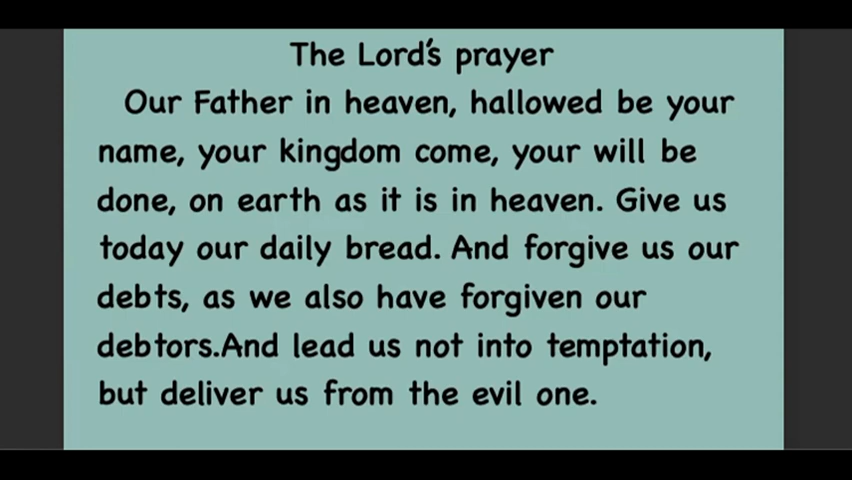 The Lord's prayer
Our Father in heaven, hallowed be your
name, your kingdom come, your will be
done, on earth as it is in heaven. Give us
today our daily bread. And forgive us our
debts, as we also have forgiven our
debtors.And lead us not into temptation,
but deliver us from the evil one.